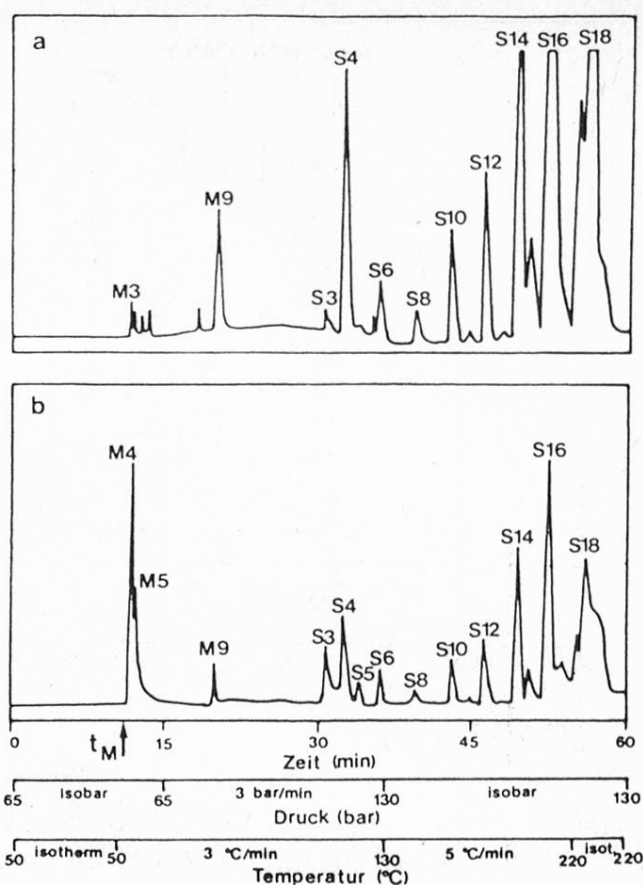 a
M3
M9
S3
S4
S6
S8
S10
S12
S14
S16
S18
b
M4
M5
M9
S3
S4
S5
S6
S8
S10
S12
S14
S16
S18
0 15 30 45 60
tM
Zeit (min)
isobar 3 bar/min isobar
65 65 130 130
Druck (bar)
isotherm 3 °C/min 5 °C/min isot.
50 50 130 220 220
Temperatur (°C)